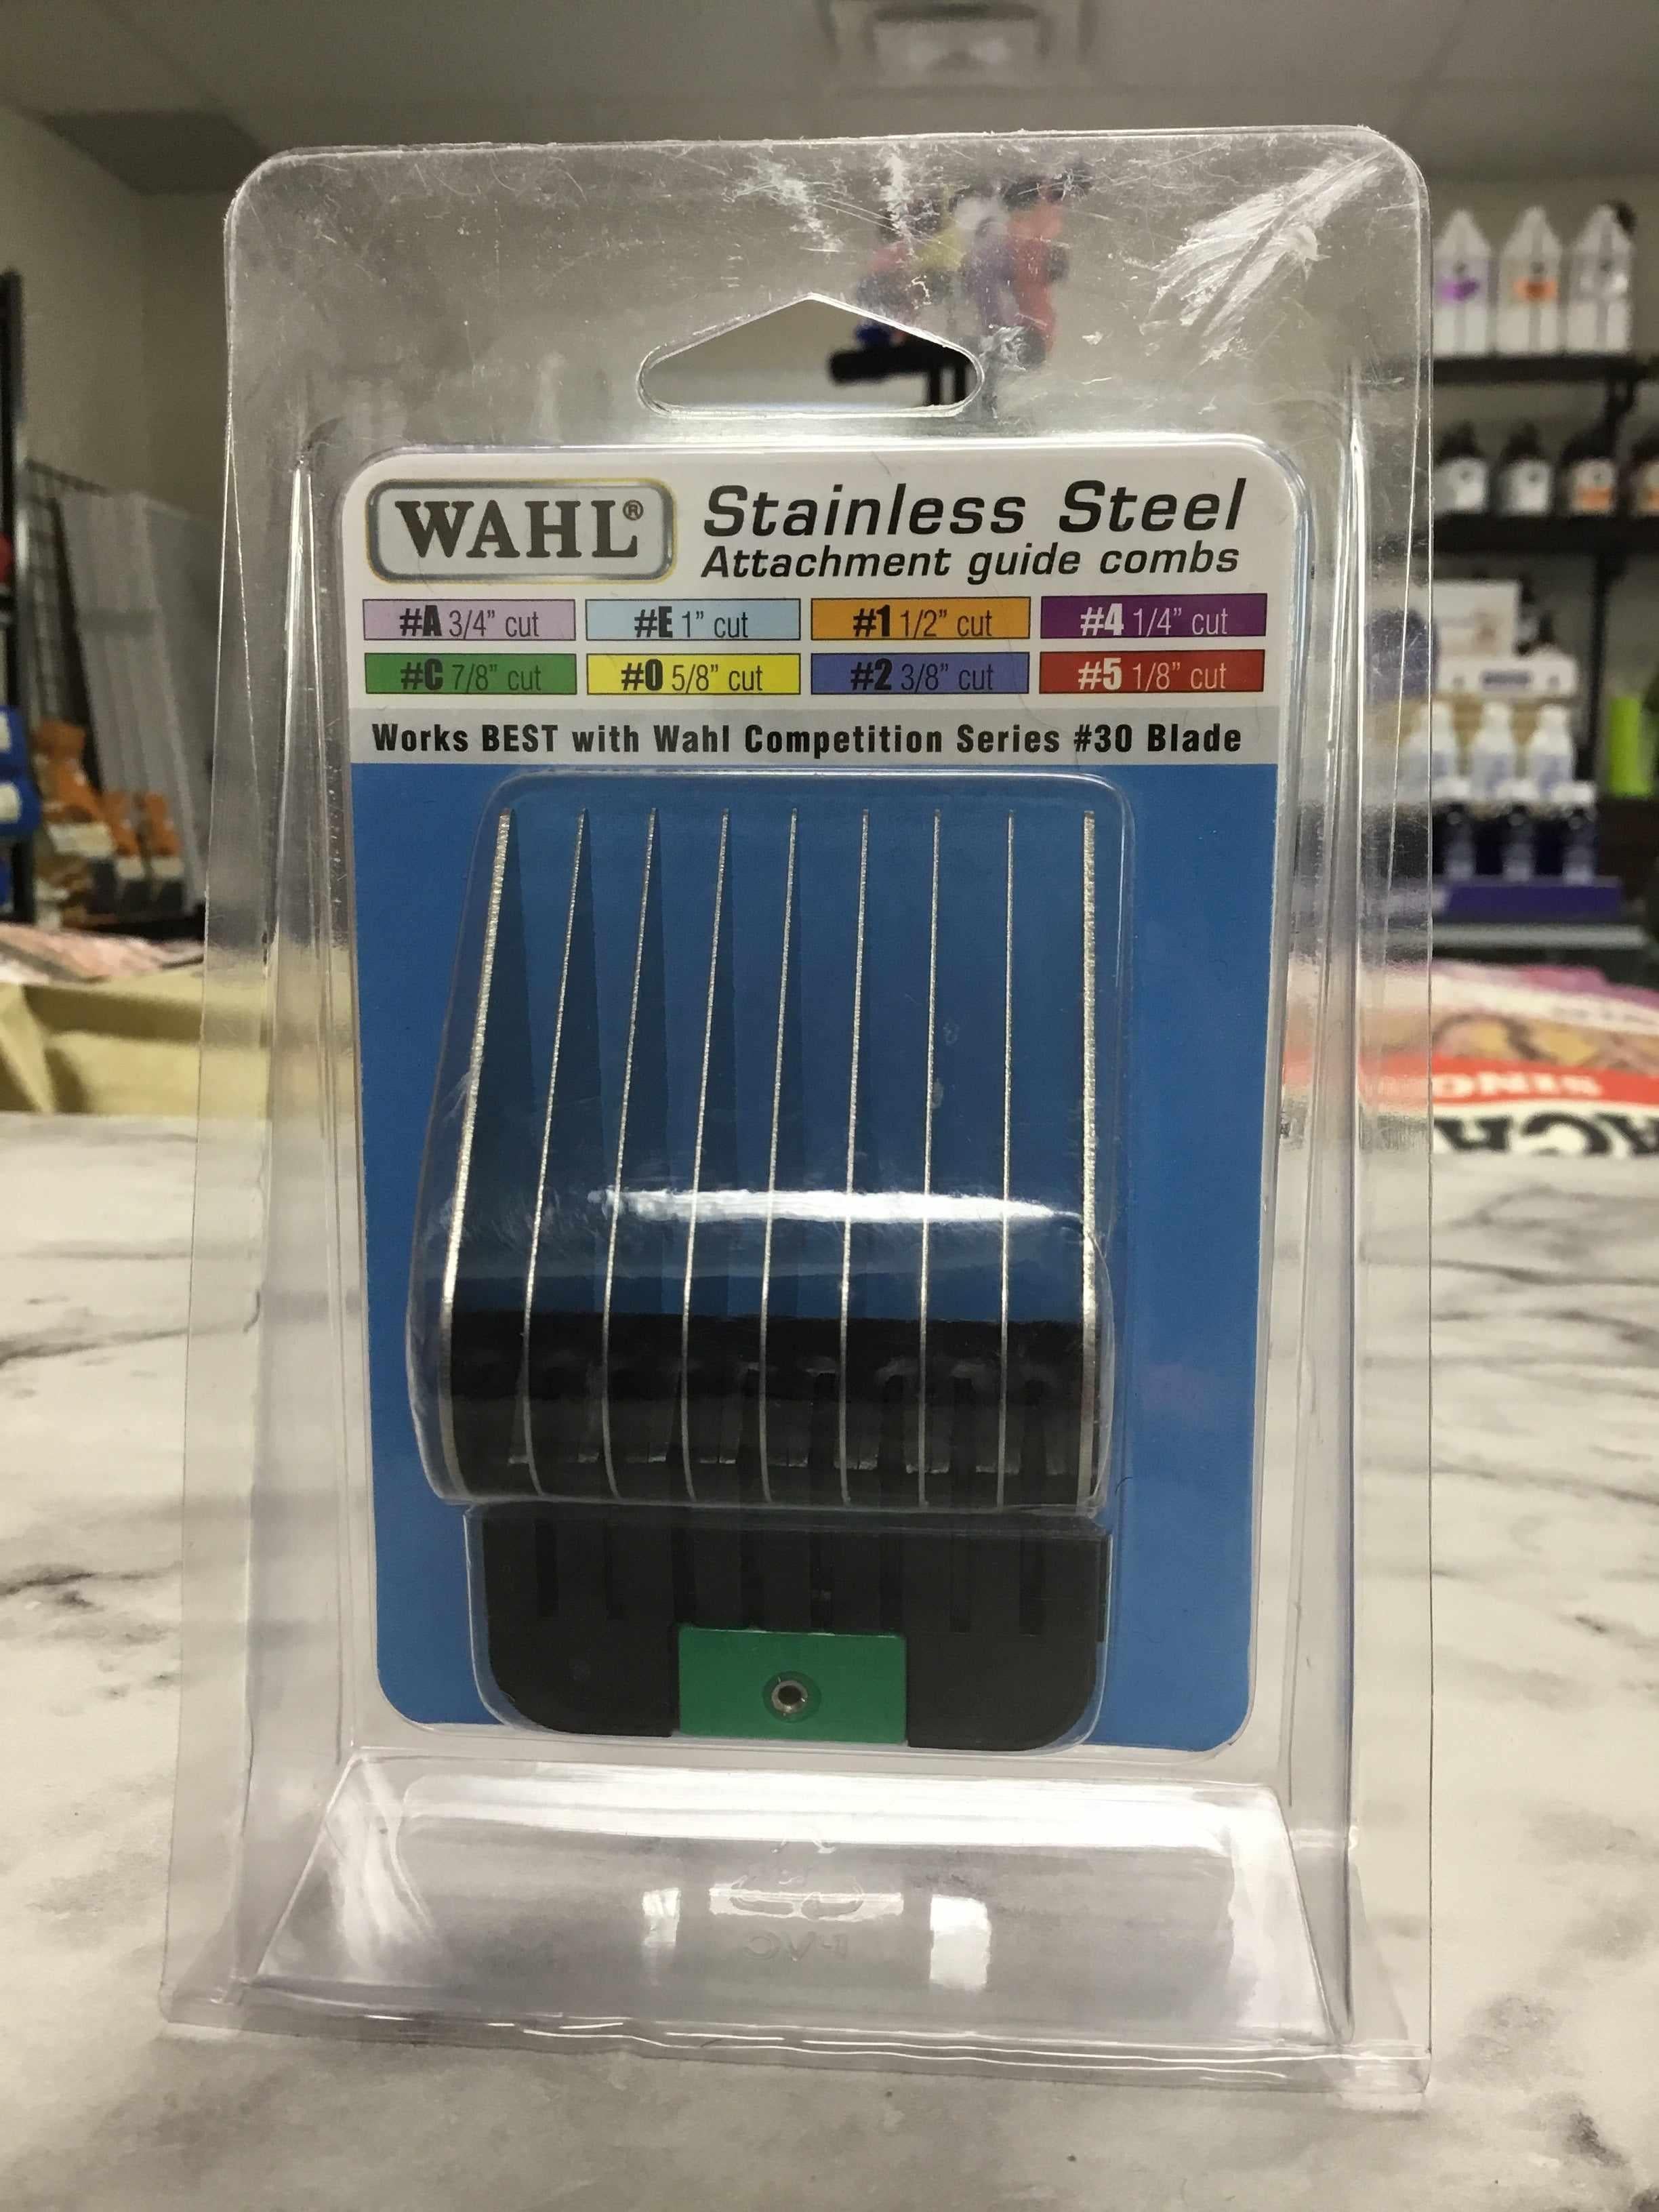 WAHL®
Stainless Steel
Attachment guide combs
#A 3/4" cut
#E 1" cut
#1 1/2" cut
#4 1/4" cut
#C 7/8" cut
#0 5/8" cut
#2 3/8" cut
#5 1/8" cut
Works BEST with Wahl Competition Series #30 Blade
PVC